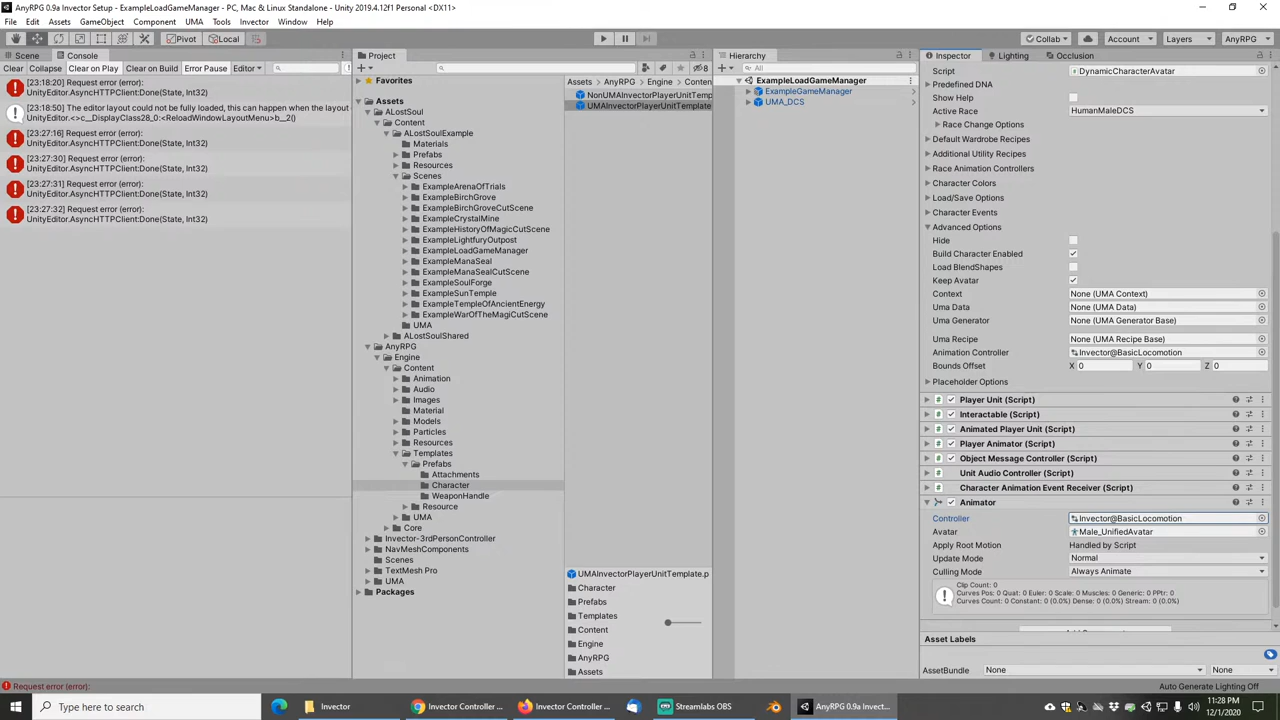 AnyRPG 0.9a Invector Setup - ExampleLoadGameManager - PC, Mac & Linux Standalone - Unity 2019.4.12f1 Personal <DX11>
File Edit Assets GameObject Component UMA Tools Invector Window Help
Pivot Local Collab Account Layers AnyRPG
Scene Console
Clear Collapse Clear on Play Clear on Build Error Pause Editor
[23:18:20] Request error (error):
UnityEditor.AsyncHTTPClient:Done(State, Int32)
[23:18:50] The editor layout could not be fully loaded, this can happen when the layout
UnityEditor.<>c__DisplayClass28_0:<ReloadWindowLayoutMenu>b__2()
[23:27:16] Request error (error):
UnityEditor.AsyncHTTPClient:Done(State, Int32)
[23:27:30] Request error (error):
UnityEditor.AsyncHTTPClient:Done(State, Int32)
[23:27:31] Request error (error):
UnityEditor.AsyncHTTPClient:Done(State, Int32)
[23:27:32] Request error (error):
UnityEditor.AsyncHTTPClient:Done(State, Int32)
Project
8
Favorites
Assets
ALostSoul
Content
ALostSoulExample
Materials
Prefabs
Resources
Scenes
ExampleArenaOfTrials
ExampleBirchGrove
ExampleBirchGroveCutScene
ExampleCrystalMine
ExampleHistoryOfMagicCutScene
ExampleLightfuryOutpost
ExampleLoadGameManager
ExampleManaSeal
ExampleManaSealCutScene
ExampleSoulForge
ExampleSunTemple
ExampleTempleOfAncientEnergy
ExampleWarOfTheMagiCutScene
UMA
ALostSoulShared
AnyRPG
Engine
Content
Animation
Audio
Images
Material
Models
Particles
Resources
Templates
Prefabs
Attachments
Character
WeaponHandle
Resource
UMA
Core
Invector-3rdPersonController
NavMeshComponents
Scenes
TextMesh Pro
UMA
Packages
Assets AnyRPG Engine Content
NonUMAInvectorPlayerUnitTemp
UMAInvectorPlayerUnitTemplate
UMAInvectorPlayerUnitTemplate.p
Character
Prefabs
Templates
Content
Engine
AnyRPG
Assets
Hierarchy
All
ExampleLoadGameManager
ExampleGameManager
UMA_DCS
Inspector Lighting Occlusion
Script DynamicCharacterAvatar
Predefined DNA
Show Help
Active Race HumanMaleDCS
Race Change Options
Default Wardrobe Recipes
Additional Utility Recipes
Race Animation Controllers
Character Colors
Load/Save Options
Character Events
Advanced Options
Hide
Build Character Enabled
Load BlendShapes
Keep Avatar
Context None (UMA Context)
Uma Data None (UMA Data)
Uma Generator None (UMA Generator Base)
Uma Recipe None (UMA Recipe Base)
Animation Controller Invector@BasicLocomotion
Bounds Offset X 0 Y 0 Z 0
Placeholder Options
Player Unit (Script)
Interactable (Script)
Animated Player Unit (Script)
Player Animator (Script)
Object Message Controller (Script)
Unit Audio Controller (Script)
Character Animation Event Receiver (Script)
Animator
Controller Invector@BasicLocomotion
Avatar Male_UnifiedAvatar
Apply Root Motion Handled by Script
Update Mode Normal
Culling Mode Always Animate
Clip Count: 0
Curves Pos: 0 Quat: 0 Euler: 0 Scale: 0 Muscles: 0 Generic: 0 PPtr: 0
Curves Count: 0 Constant: 0 (0.0%) Dense: 0 (0.0%) Stream: 0 (0.0%)
Asset Labels
AssetBundle None None
Request error (error):
Auto Generate Lighting Off
Type here to search
Invector
Invector Controller ...
Invector Controller ...
Streamlabs OBS
AnyRPG 0.9a Invect...
11:28 PM
12/1/2020